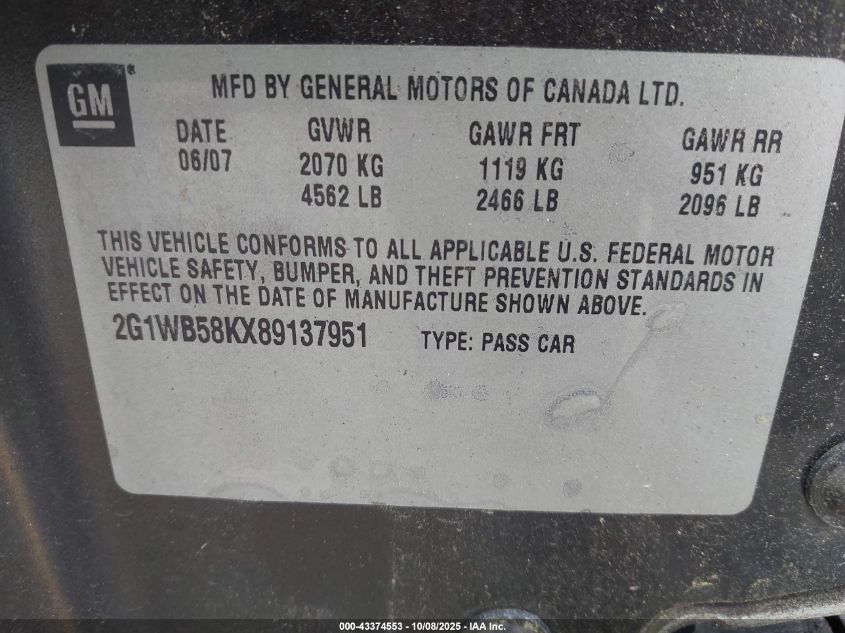 GM
MFD BY GENERAL MOTORS OF CANADA LTD.
DATE GVWR GAWR FRT GAWR RR
06/07 2070 KG 1119 KG 951 KG
4562 LB 2466 LB 2096 LB
THIS VEHICLE CONFORMS TO ALL APPLICABLE U.S. FEDERAL MOTOR
VEHICLE SAFETY, BUMPER, AND THEFT PREVENTION STANDARDS IN
EFFECT ON THE DATE OF MANUFACTURE SHOWN ABOVE.
2G1WB58KX89137951 TYPE: PASS CAR
000-43374553 - 10/08/2025 - IAA Inc.